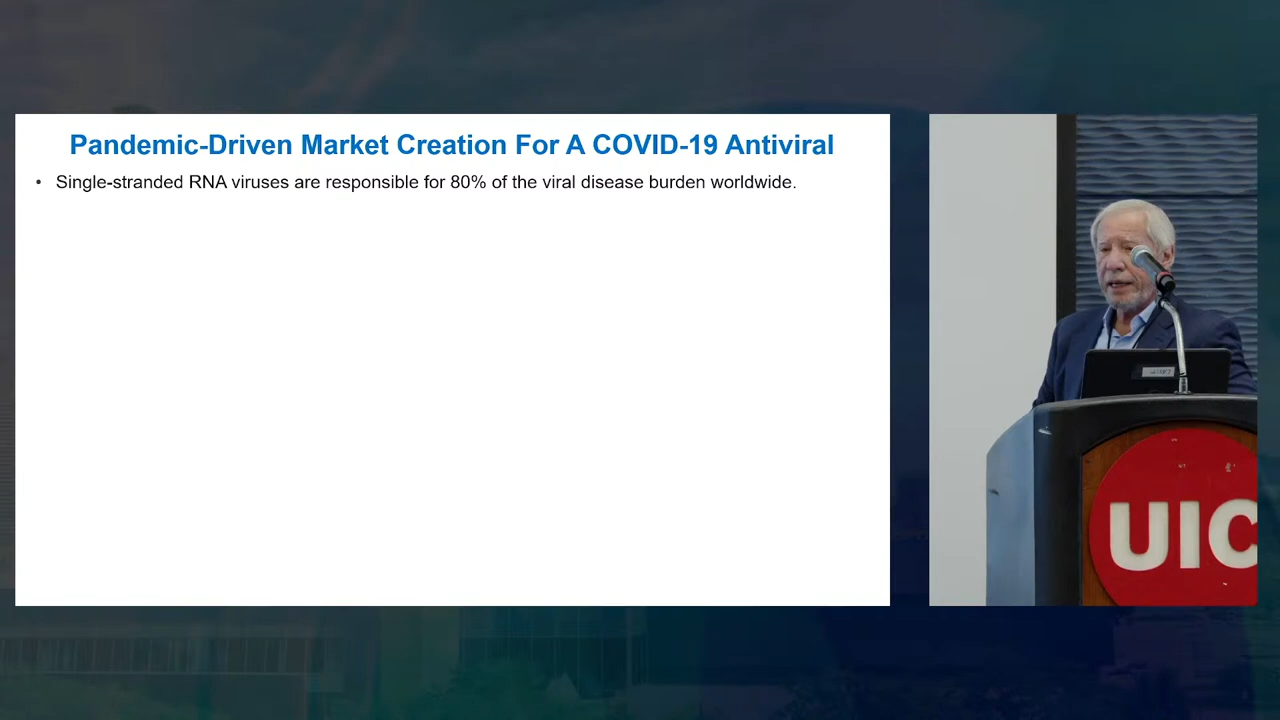 Pandemic-Driven Market Creation For A COVID-19 Antiviral
• Single-stranded RNA viruses are responsible for 80% of the viral disease burden worldwide.
UIC